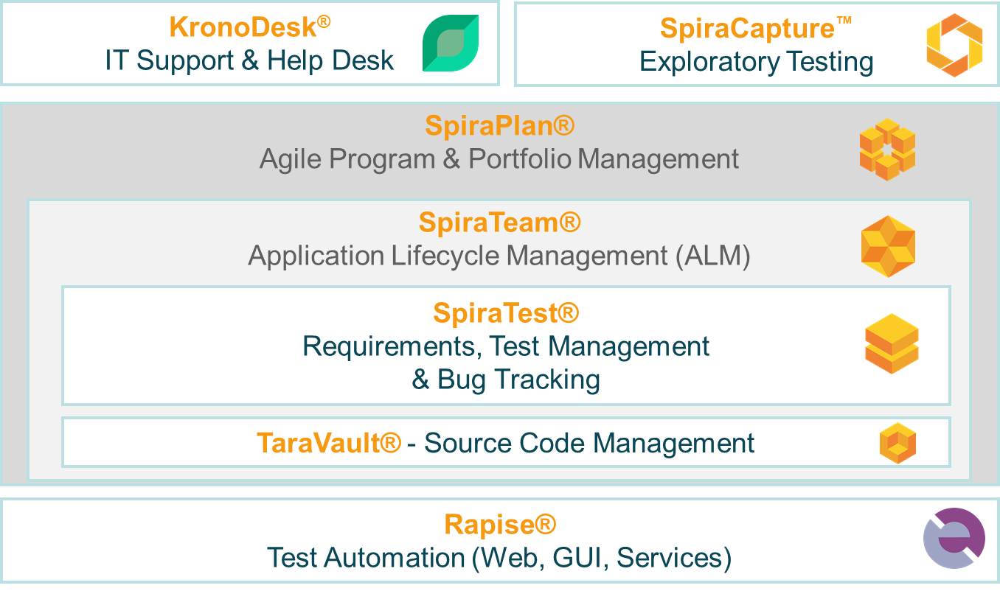 KronoDesk®
IT Support & Help Desk
SpiraCapture™
Exploratory Testing
SpiraPlan®
Agile Program & Portfolio Management
SpiraTeam®
Application Lifecycle Management (ALM)
SpiraTest®
Requirements, Test Management
& Bug Tracking
TaraVault® - Source Code Management
Rapise®
Test Automation (Web, GUI, Services)